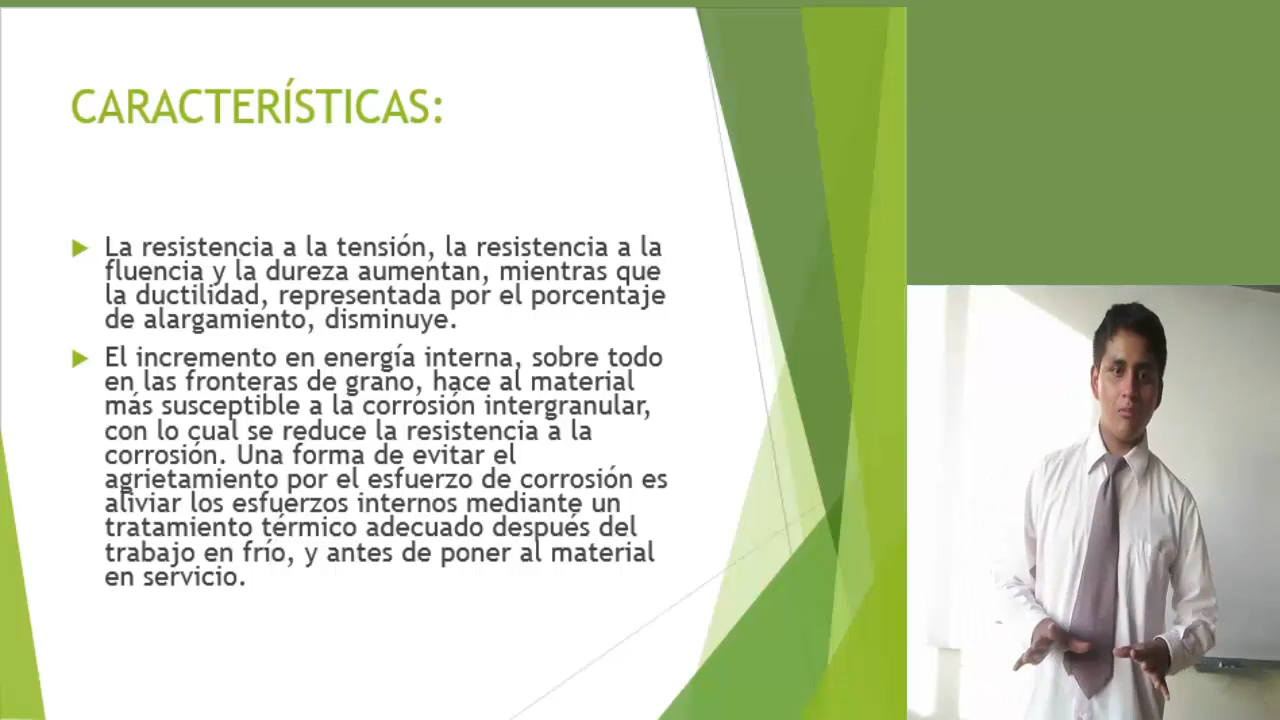 CARACTERÍSTICAS:
La resistencia a la tensión, la resistencia a la
fluencia y la dureza aumentan, mientras que
la ductilidad, representada por el porcentaje
de alargamiento, disminuye.
El incremento en energía interna, sobre todo
en las fronteras de grano, hace al material
más susceptible a la corrosión intergranular,
con lo cual se reduce la resistencia a la
corrosión. Una forma de evitar el
agrietamiento por el esfuerzo de corrosión es
aliviar los esfuerzos internos mediante un
tratamiento térmico adecuado después del
trabajo en frío, y antes de poner al material
en servicio.